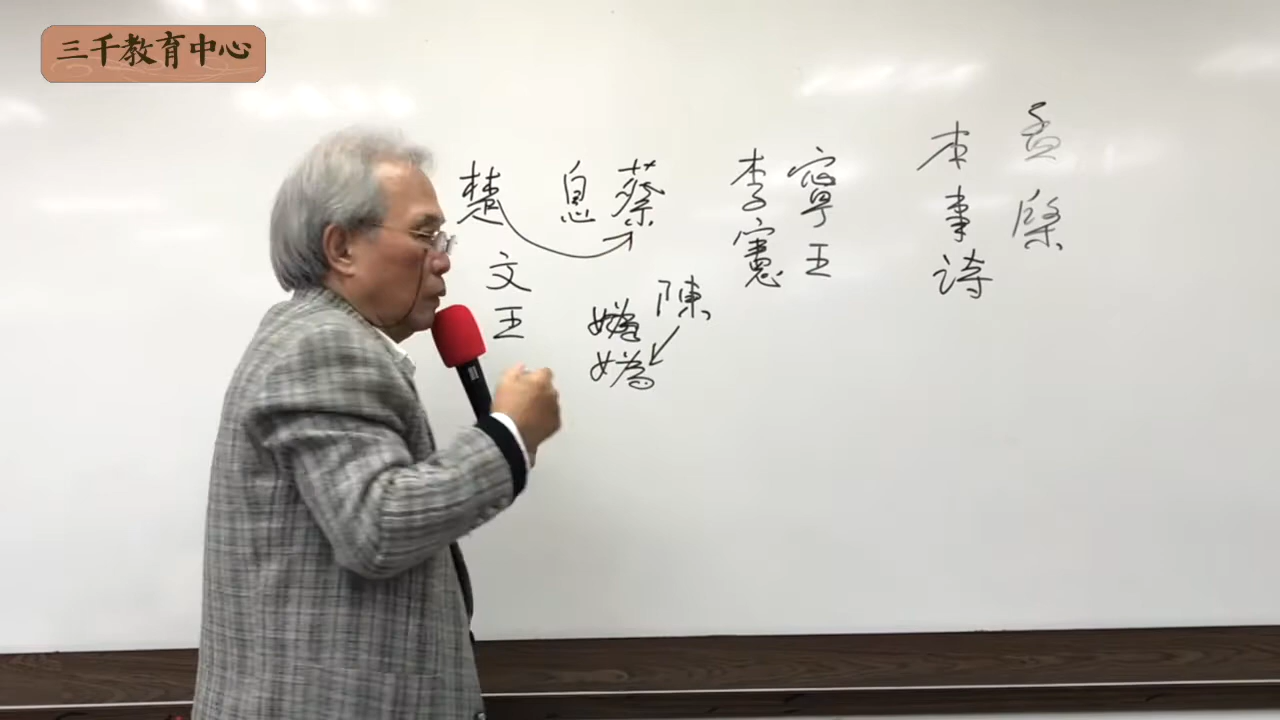 三千教育中心
孟棨
本事詩
寧王
李憲
蔡
息
楚
文王
陳
媯